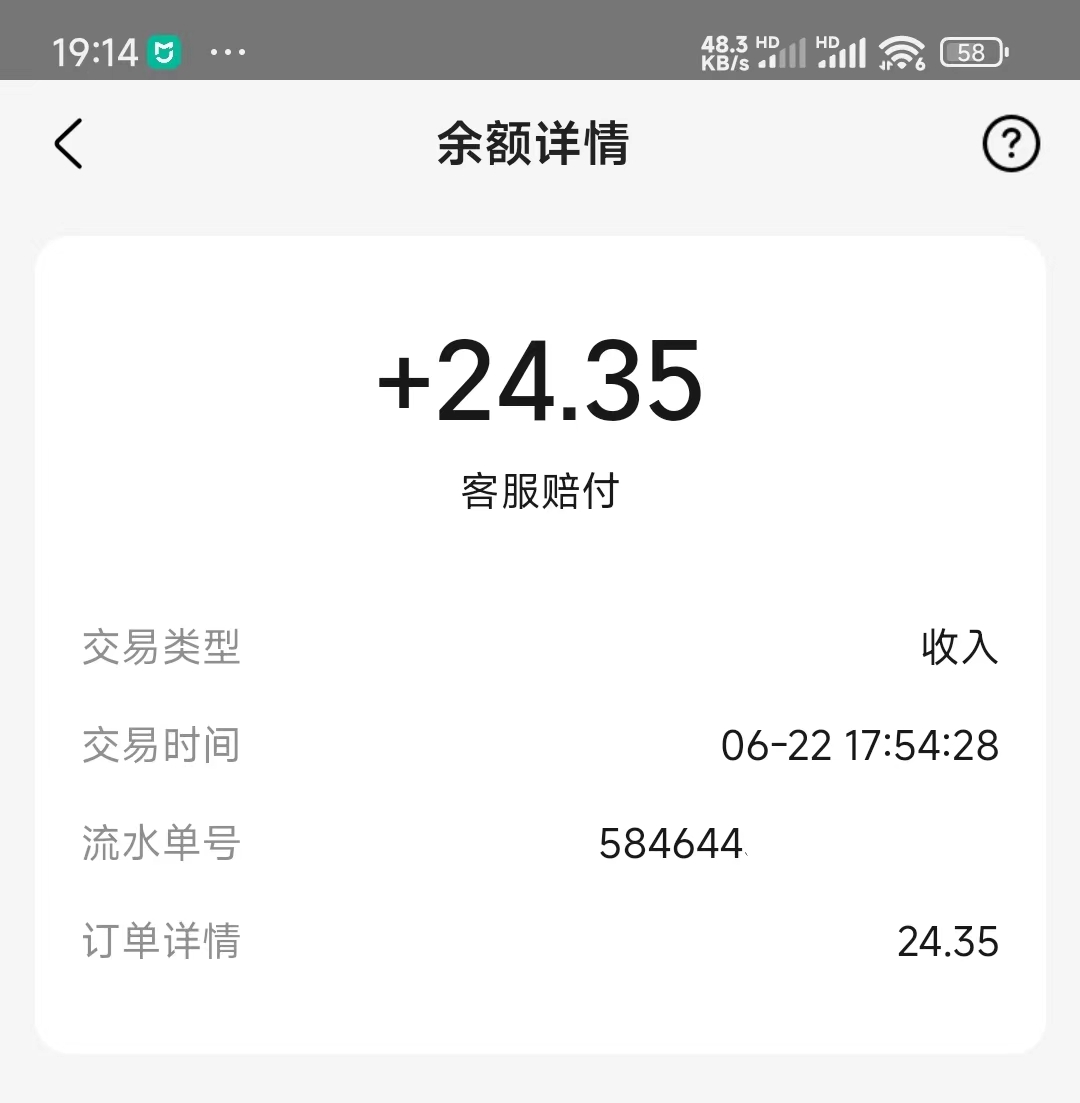 19:14 ... 48.3 KB/s HD HD 6 58
余额详情 ?
+24.35
客服赔付
交易类型 收入
交易时间 06-22 17:54:28
流水单号 584644
订单详情 24.35